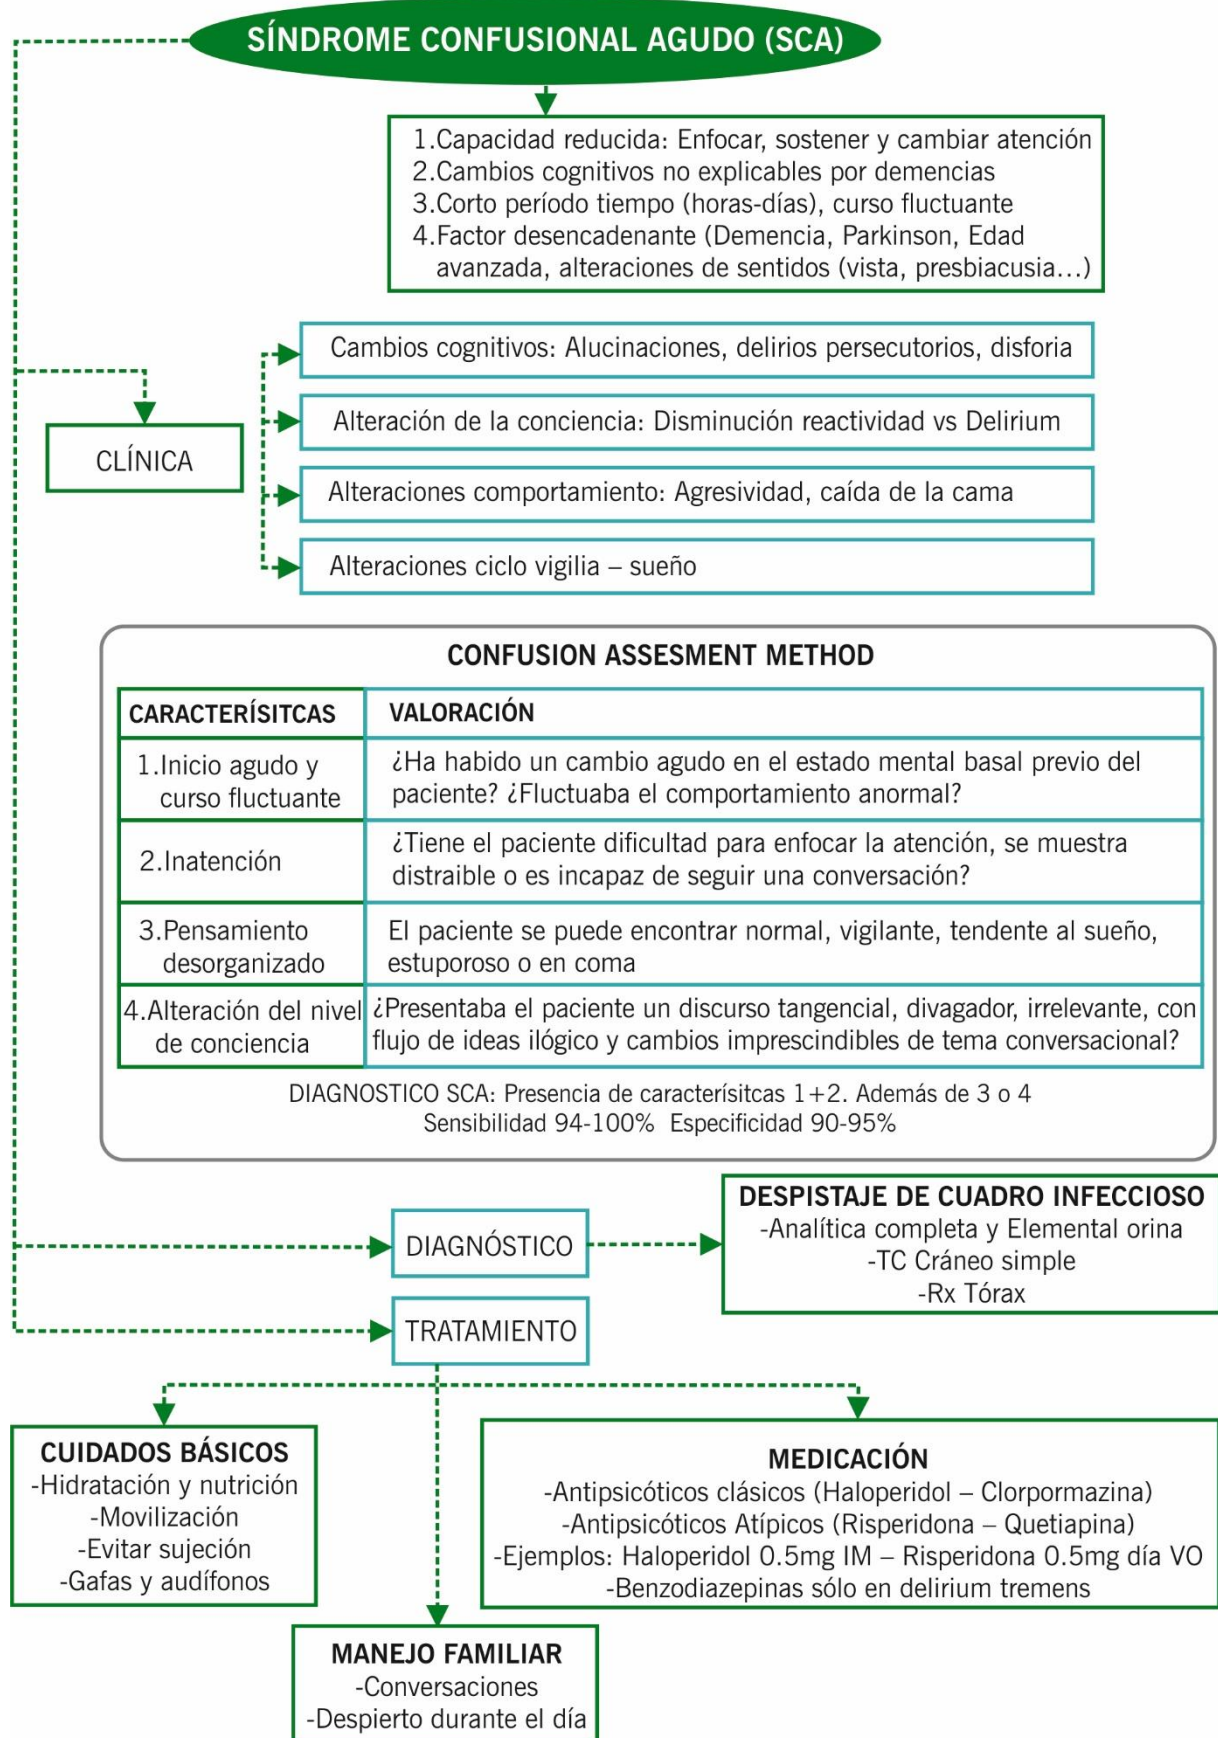 SÍNDROME CONFUSIONAL AGUDO (SCA)
1.Capacidad reducida: Enfocar, sostener y cambiar atención
2.Cambios cognitivos no explicables por demencias
3.Corto período tiempo (horas-días), curso fluctuante
4.Factor desencadenante (Demencia, Parkinson, Edad
avanzada, alteraciones de sentidos (vista, presbiacusia…)
CLÍNICA
Cambios cognitivos: Alucinaciones, delirios persecutorios, disforia
Alteración de la conciencia: Disminución reactividad vs Delirium
Alteraciones comportamiento: Agresividad, caída de la cama
Alteraciones ciclo vigilia – sueño
CONFUSION ASSESMENT METHOD
CARACTERÍSITCAS
VALORACIÓN
1.Inicio agudo y
curso fluctuante
¿Ha habido un cambio agudo en el estado mental basal previo del
paciente? ¿Fluctuaba el comportamiento anormal?
2.Inatención
¿Tiene el paciente dificultad para enfocar la atención, se muestra
distraible o es incapaz de seguir una conversación?
3.Pensamiento
desorganizado
El paciente se puede encontrar normal, vigilante, tendente al sueño,
estuporoso o en coma
4.Alteración del nivel
de conciencia
¿Presentaba el paciente un discurso tangencial, divagador, irrelevante, con
flujo de ideas ilógico y cambios imprescindibles de tema conversacional?
DIAGNOSTICO SCA: Presencia de caracterísitcas 1+2. Además de 3 o 4
Sensibilidad 94-100% Especificidad 90-95%
DIAGNÓSTICO
DESPISTAJE DE CUADRO INFECCIOSO
-Analítica completa y Elemental orina
-TC Cráneo simple
-Rx Tórax
TRATAMIENTO
CUIDADOS BÁSICOS
-Hidratación y nutrición
-Movilización
-Evitar sujeción
-Gafas y audífonos
MEDICACIÓN
-Antipsicóticos clásicos (Haloperidol – Clorpormazina)
-Antipsicóticos Atípicos (Risperidona – Quetiapina)
-Ejemplos: Haloperidol 0.5mg IM – Risperidona 0.5mg día VO
-Benzodiazepinas sólo en delirium tremens
MANEJO FAMILIAR
-Conversaciones
-Despierto durante el día